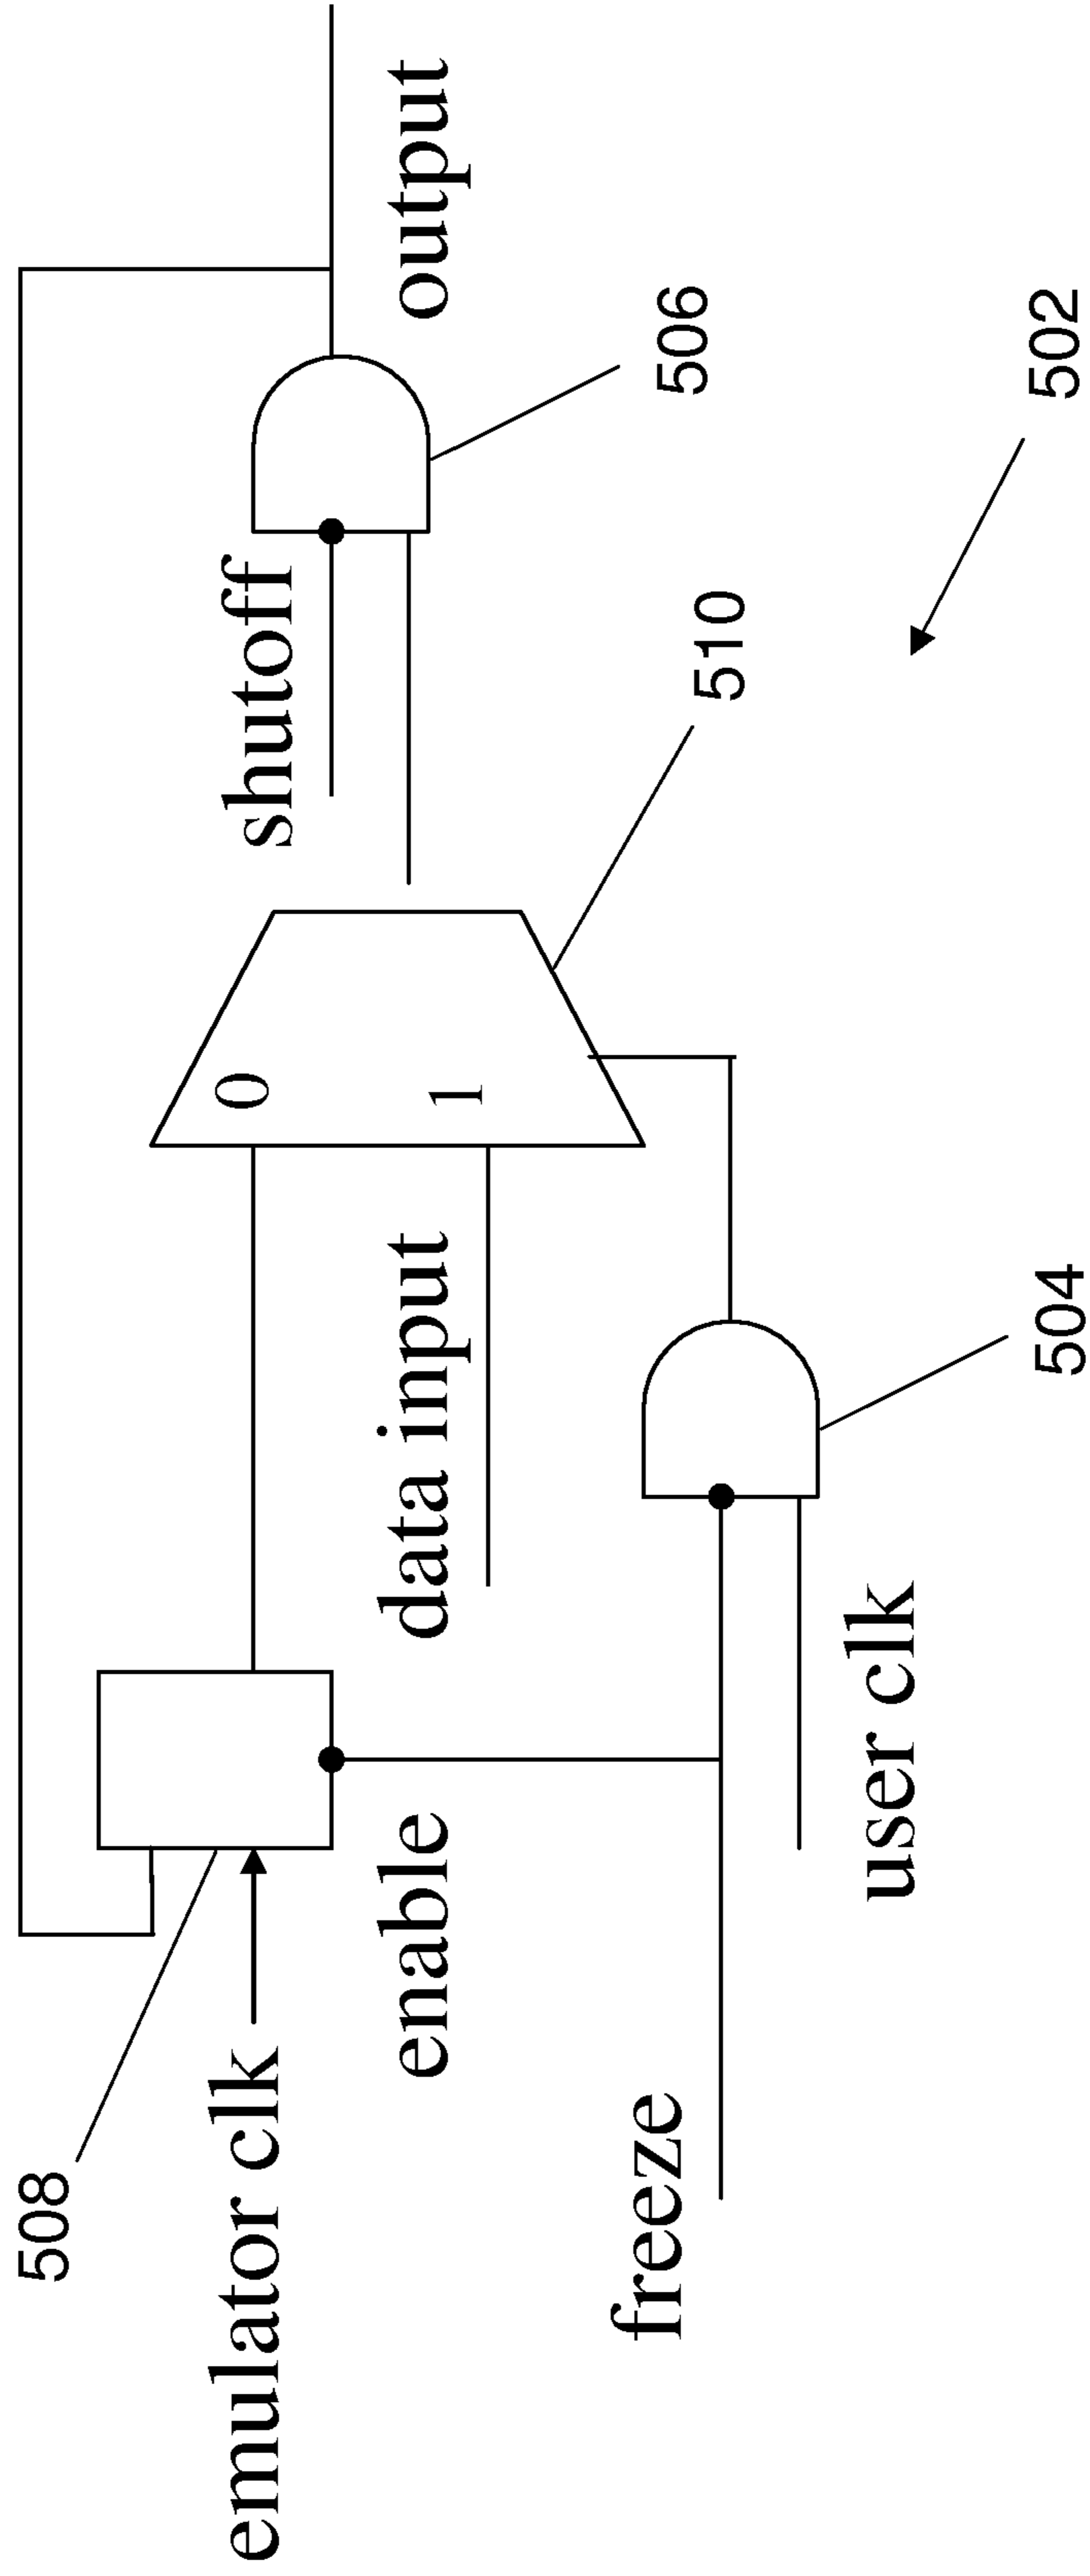 508
emulator clk
enable
freeze
user clk
504
data input
0
1
510
shutoff
506
output
502